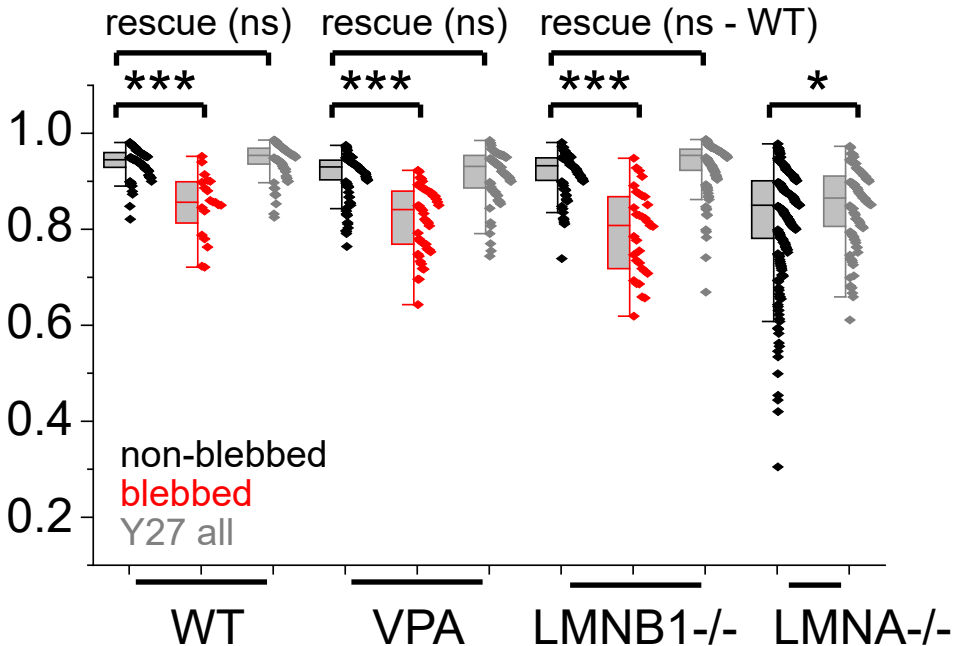 rescue (ns) rescue (ns) rescue (ns - WT)
*** *** *** *
1.0
0.8
0.6
0.4
non-blebbed
blebbed
0.2
Y27 all
WT VPA LMNB1-/- LMNA-/-